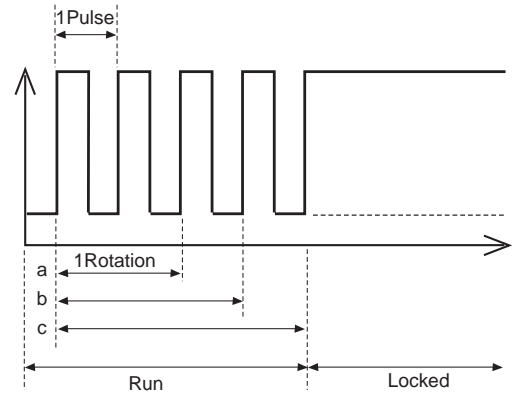 1Pulse
a
1Rotation
b
c
Run
Locked